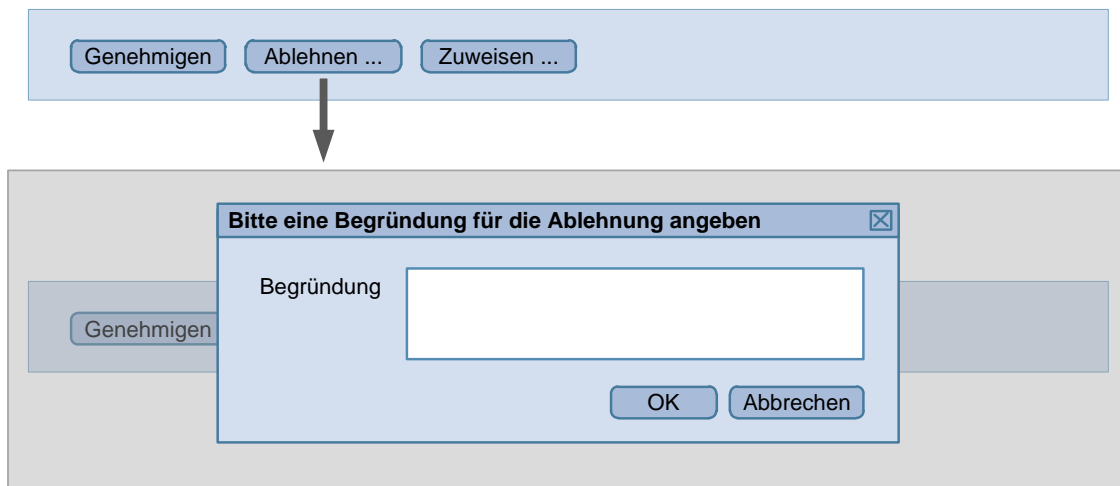 Genehmigen Ablehnen ... Zuweisen ...
Bitte eine Begründung für die Ablehnung angeben
Begründung
Genehmigen
OK Abbrechen